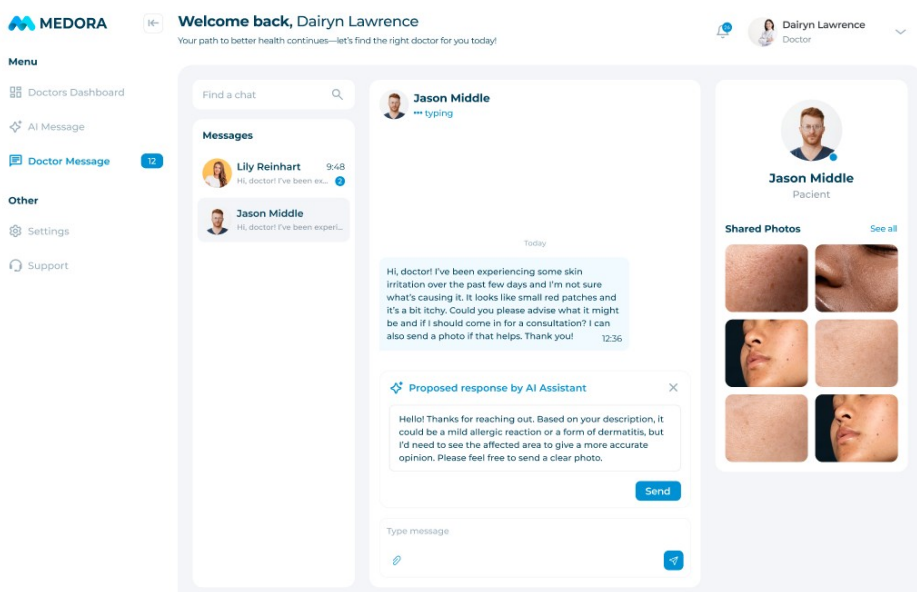 MEDORA
Welcome back, Dairyn Lawrence
Your path to better health continues—let's find the right doctor for you today!
Dairyn Lawrence
Doctor
Menu
Doctors Dashboard
AI Message
Doctor Message
12
Other
Settings
Support
Find a chat
Messages
Lily Reinhart
9:48
Hi, doctor! I've been ex...
2
Jason Middle
Hi, doctor! I've been experi...
Jason Middle
••• typing
Today
Hi, doctor! I've been experiencing some skin
irritation over the past few days and I'm not sure
what's causing it. It looks like small red patches and
it's a bit itchy. Could you please advise what it might
be and if I should come in for a consultation? I can
also send a photo if that helps. Thank you!
12:36
Proposed response by AI Assistant
Hello! Thanks for reaching out. Based on your description, it
could be a mild allergic reaction or a form of dermatitis, but
I'd need to see the affected area to give a more accurate
opinion. Please feel free to send a clear photo.
Send
Type message
Jason Middle
Pacient
Shared Photos
See all